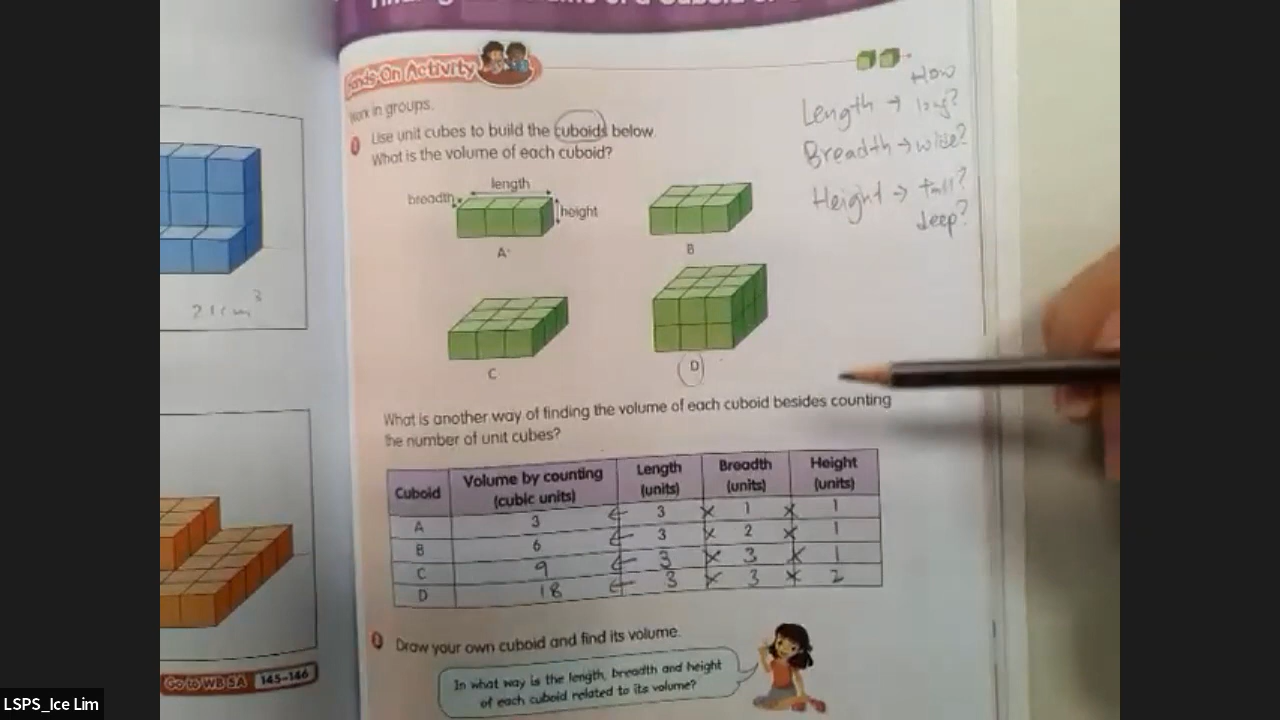 Hands-On Activity
Work in groups.
Use unit cubes to build the cuboids below.
What is the volume of each cuboid?
How
Length → long?
Breadth → wide?
Height → tall?
deep?
length
breadth
height
A
B
C
D
21cm³
What is another way of finding the volume of each cuboid besides counting
the number of unit cubes?
Cuboid Volume by counting (cubic units) Length (units) Breadth (units) Height (units)
A 3 ← 3 × 1 × 1
B 6 ← 3 × 2 × 1
C 9 ← 3 × 3 × 1
D 18 ← 3 × 3 × 2
Draw your own cuboid and find its volume.
In what way is the length, breadth and height
of each cuboid related to its volume?
Go to WB 5A 145-146
LSPS_Ice Lim